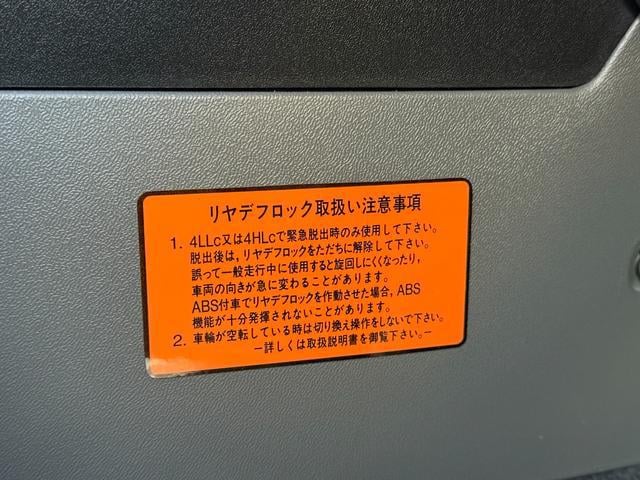 リヤデフロック取扱い注意事項
1. 4LLc又は4HLcで緊急脱出時のみ使用して下さい。
脱出後は，リヤデフロックをただちに解除して下さい。
誤って一般走行中に使用すると旋回しにくくなったり，
車両の向きが急に変わることがあります。
ABS付車でリヤデフロックを作動させた場合，ABS
機能が十分発揮されないことがあります。
2. 車輪が空転している時は切り換え操作をしないで下さい。
ー詳しくは取扱説明書を御覧下さい。ー